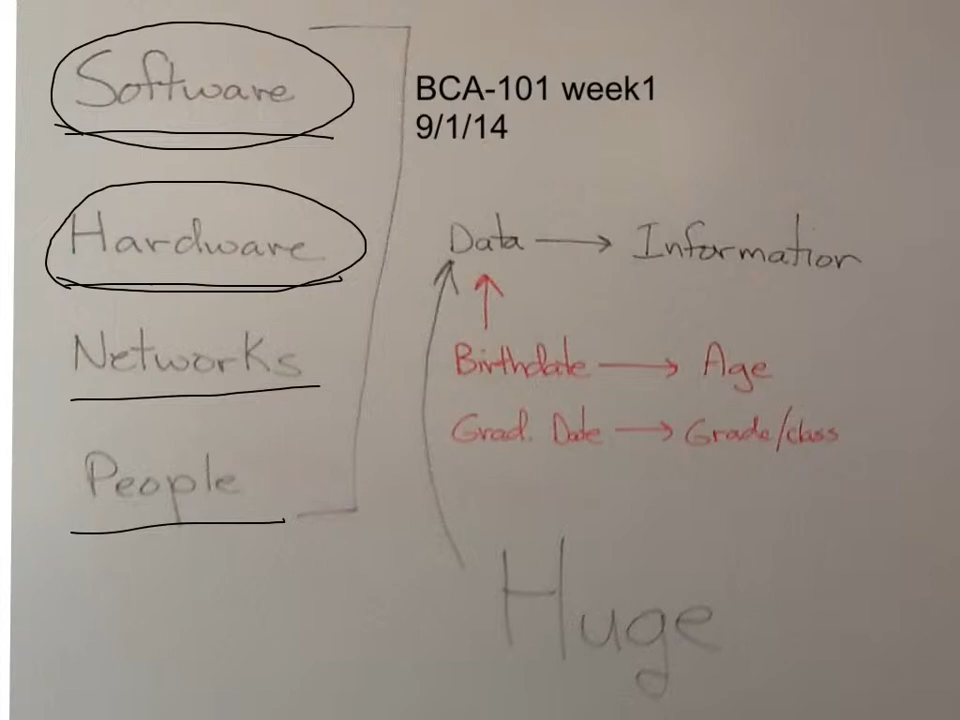 Software
Hardware
Networks
People
BCA-101 week1
9/1/14
Data → Information
Birthdate → Age
Grad. Date → Grade/class
Huge